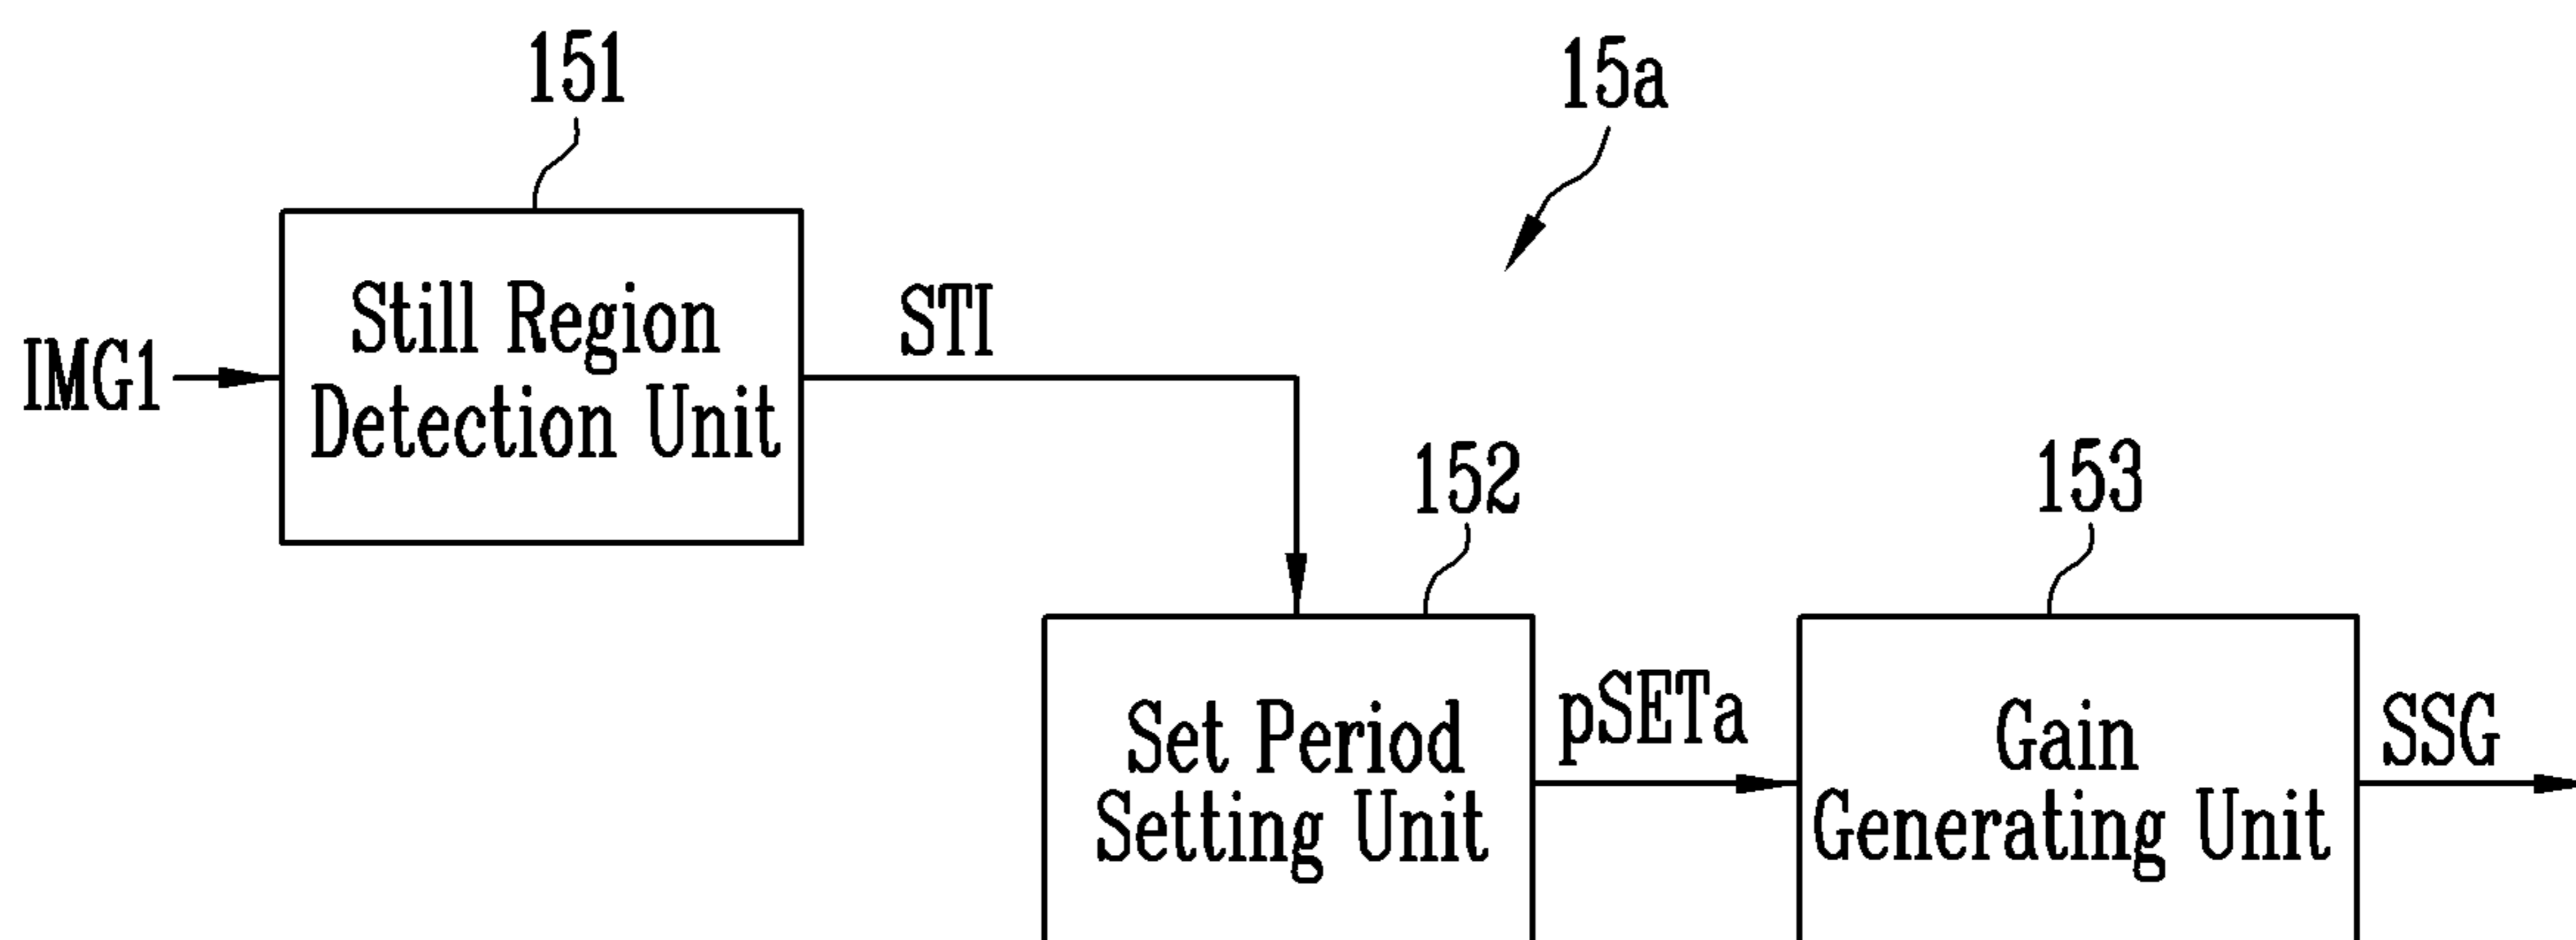 151
15a
IMG1
Still Region
Detection Unit
STI
152
153
Set Period
Setting Unit
pSETa
Gain
Generating Unit
SSG